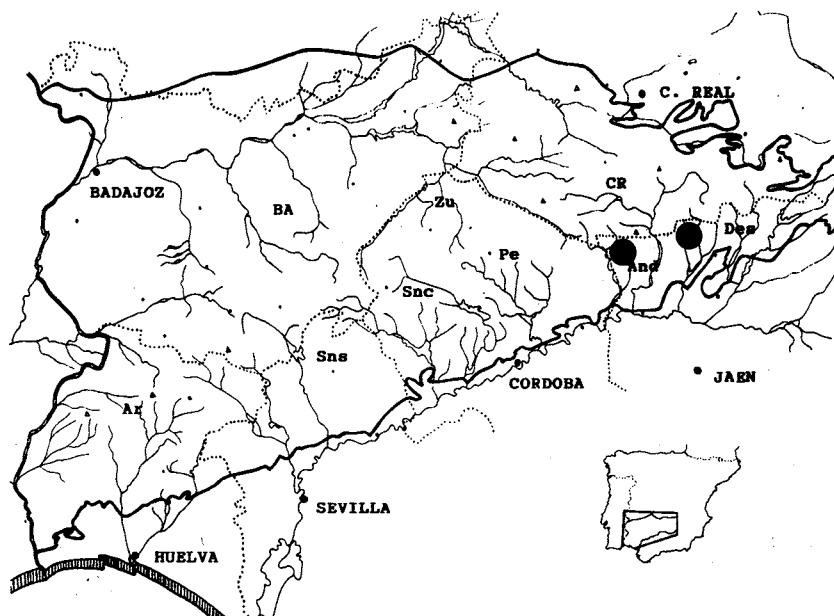 C. REAL
BADAJOZ
CR
BA
Zu
Des
Pe
And
Snc
Sns
CORDOBA
JAEN
Ar
SEVILLA
HUELVA